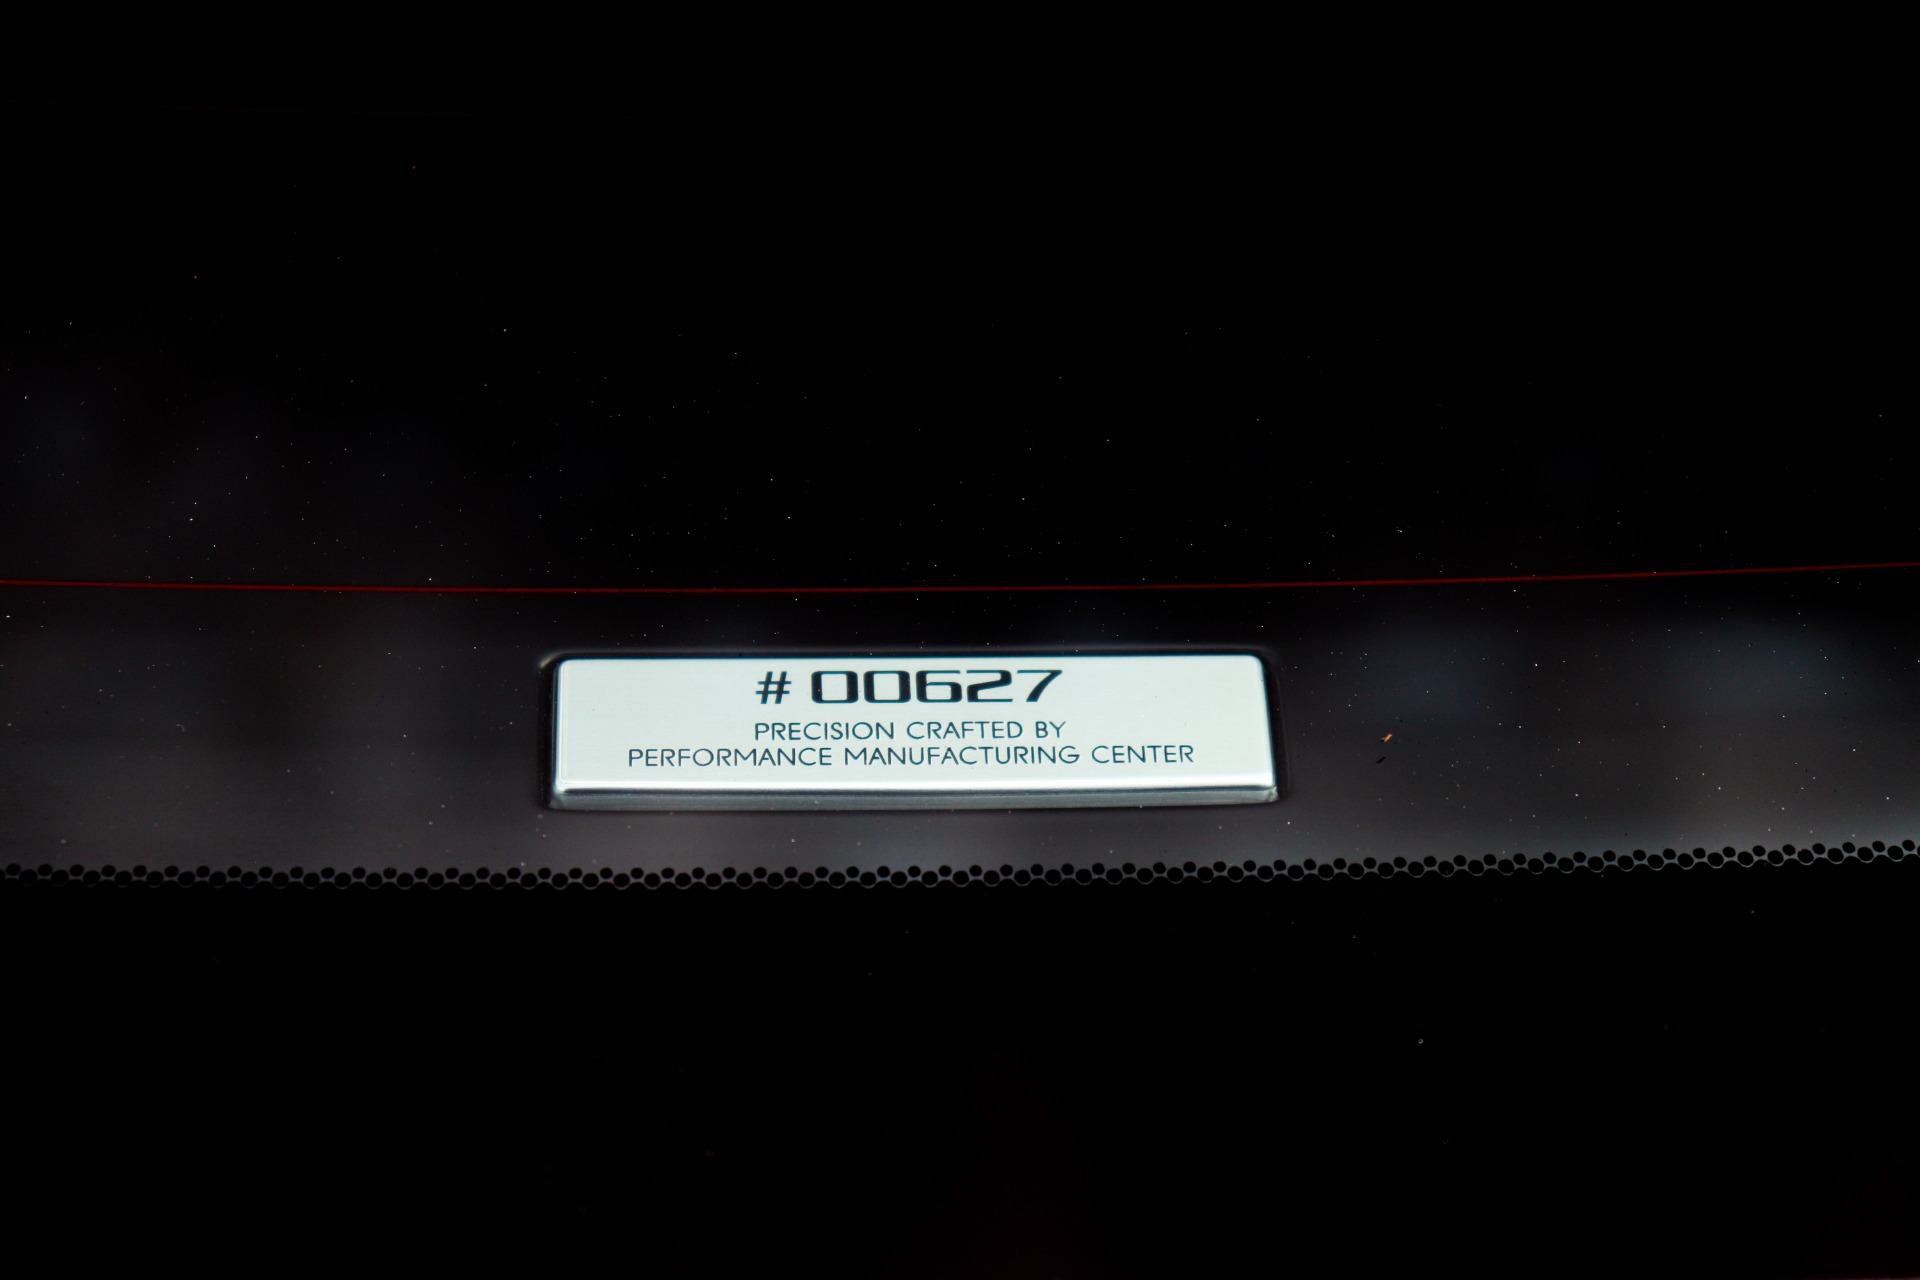 # 00627
PRECISION CRAFTED BY
PERFORMANCE MANUFACTURING CENTER